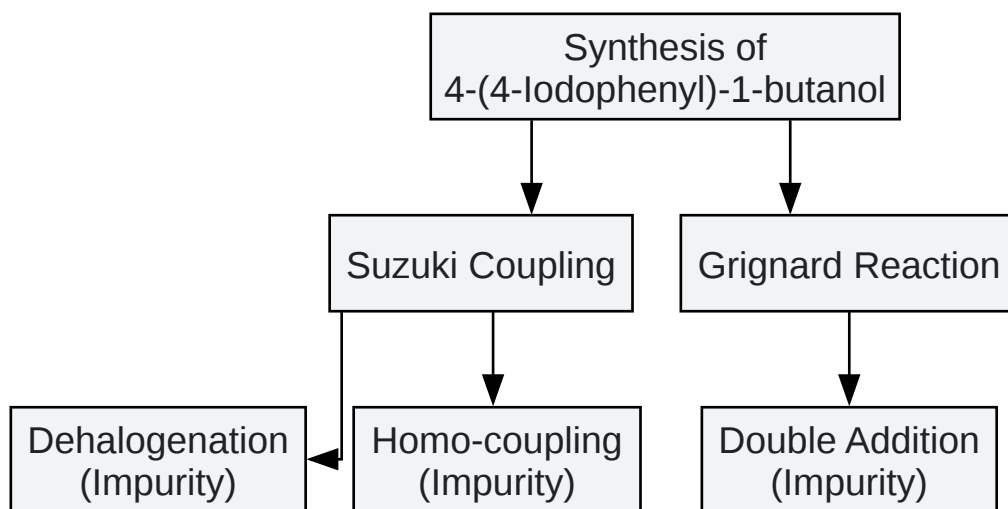 Synthesis of
4-(4-Iodophenyl)-1-butanol
Suzuki Coupling
Grignard Reaction
Dehalogenation
(Impurity)
Homo-coupling
(Impurity)
Double Addition
(Impurity)